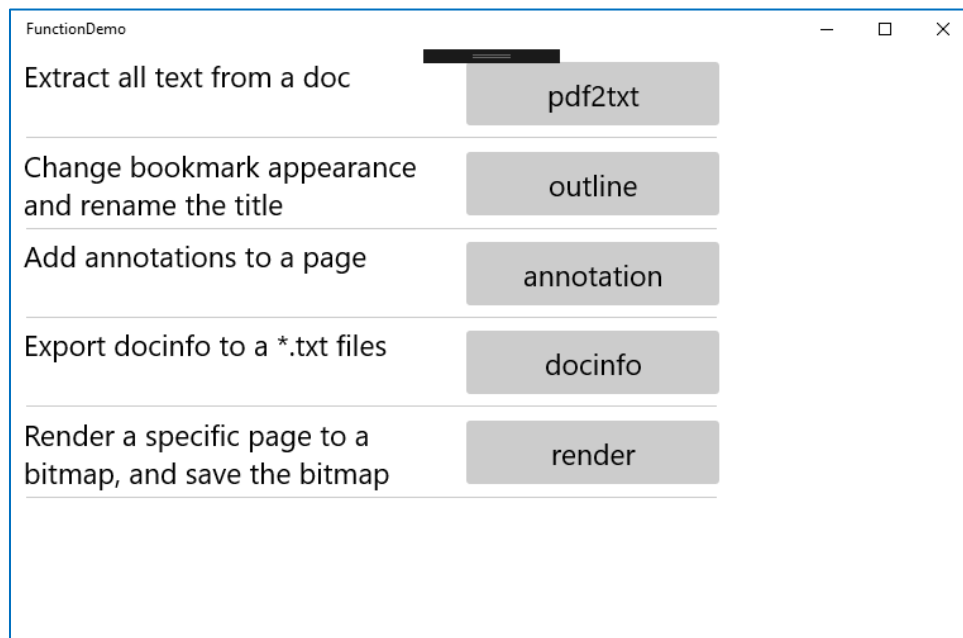 FunctionDemo
Extract all text from a doc
pdf2txt
Change bookmark appearance
and rename the title
outline
Add annotations to a page
annotation
Export docinfo to a *.txt files
docinfo
Render a specific page to a
bitmap, and save the bitmap
render